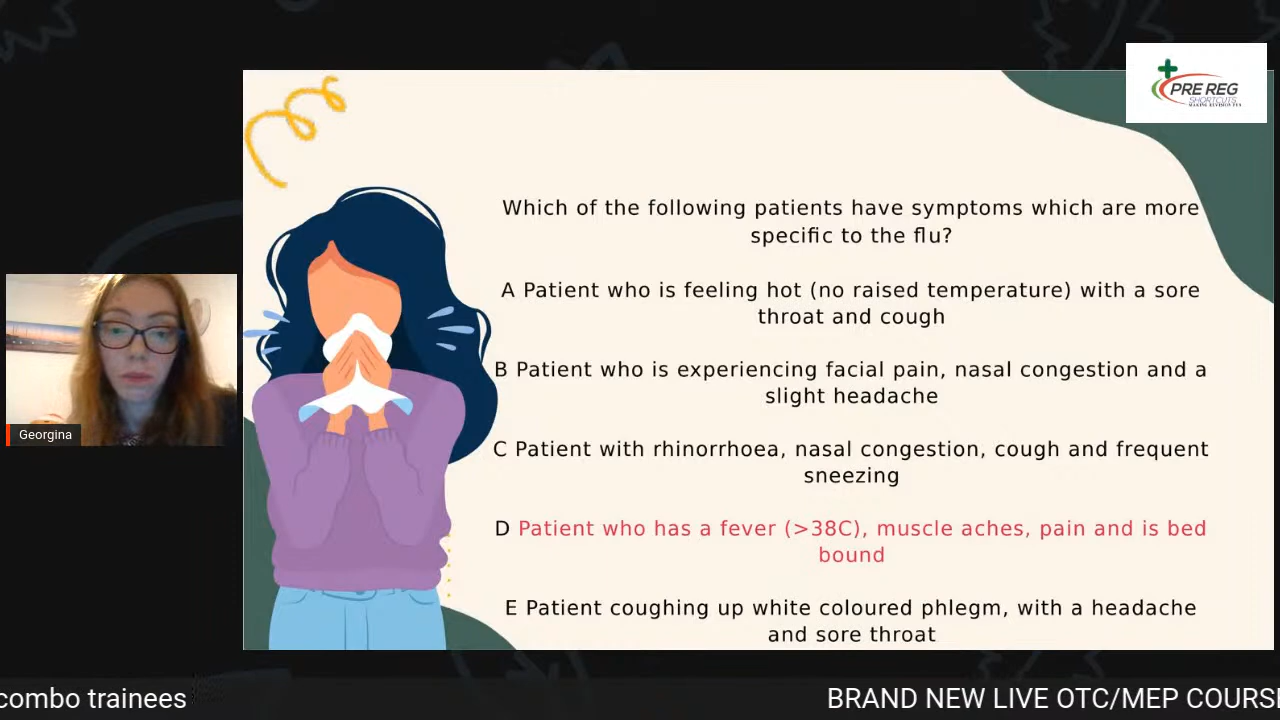 PRE REG
SHORTCUTS
Which of the following patients have symptoms which are more
specific to the flu?
A Patient who is feeling hot (no raised temperature) with a sore
throat and cough
B Patient who is experiencing facial pain, nasal congestion and a
slight headache
C Patient with rhinorrhoea, nasal congestion, cough and frequent
sneezing
D Patient who has a fever (>38C), muscle aches, pain and is bed
bound
E Patient coughing up white coloured phlegm, with a headache
and sore throat
Georgina
combo trainees
BRAND NEW LIVE OTC/MEP COURS